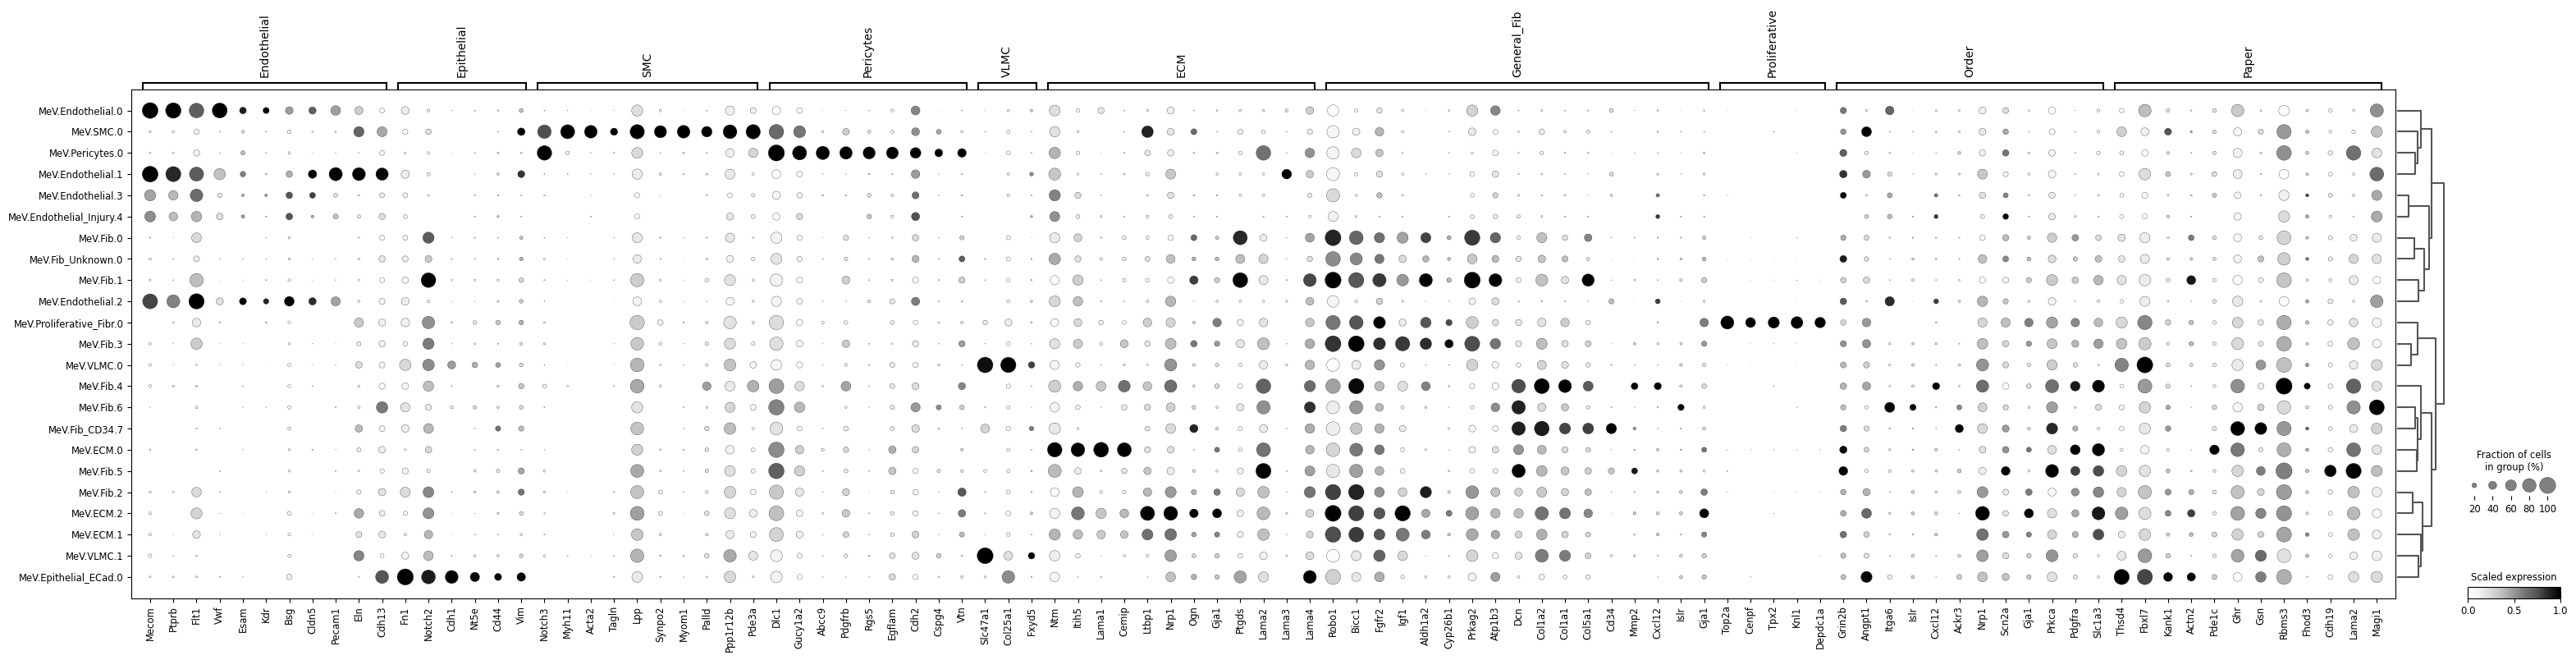 Endothelial
Epithelial
SMC
Pericytes
VLMC
ECM
General_Fib
Proliferative
Order
Paper
MeV.Endothelial.0
MeV.SMC.0
MeV.Pericytes.0
MeV.Endothelial.1
MeV.Endothelial.3
MeV.Endothelial_Injury.4
MeV.Fib.0
MeV.Fib_Unknown.0
MeV.Fib.1
MeV.Endothelial.2
MeV.Proliferative_Fibr.0
MeV.Fib.3
MeV.VLMC.0
MeV.Fib.4
MeV.Fib.6
MeV.Fib_CD34.7
MeV.ECM.0
MeV.Fib.5
MeV.Fib.2
MeV.ECM.2
MeV.ECM.1
MeV.VLMC.1
MeV.Epithelial_ECad.0
Mecom
Ptprb
Flt1
Vwf
Esam
Kdr
Bsg
Cldn5
Pecam1
Eln
Cdh13
Fn1
Notch2
Cdh1
Nt5e
Cd44
Vim
Notch3
Myh11
Acta2
Tagln
Lpp
Synpo2
Myom1
Palld
Ppp1r12b
Pde3a
Dlc1
Gucy1a2
Abcc9
Pdgfrb
Rgs5
Egflam
Cdh2
Cspg4
Vtn
Slc47a1
Col25a1
Fxyd5
Ntm
Itih5
Lama1
Cemip
Ltbp1
Nrp1
Ogn
Gja1
Ptgds
Lama2
Lama3
Lama4
Robo1
Bicc1
Fgfr2
Igf1
Aldh1a2
Cyp26b1
Prkag2
Atp1b3
Dcn
Col1a2
Col1a1
Col5a1
Cd34
Mmp2
Cxcl12
Islr
Gja1
Top2a
Cenpf
Tpx2
Knl1
Depdc1a
Grin2b
Angpt1
Itga6
Islr
Cxcl12
Ackr3
Nrp1
Scn2a
Gja1
Prkca
Pdgfra
Slc1a3
Thsd4
Fbxl7
Kank1
Actn2
Pde1c
Ghr
Gsn
Rbms3
Fhod3
Cdh19
Lama2
Magi1
Fraction of cells
in group (%)
20 40 60 80 100
Scaled expression
0.0 0.5 1.0